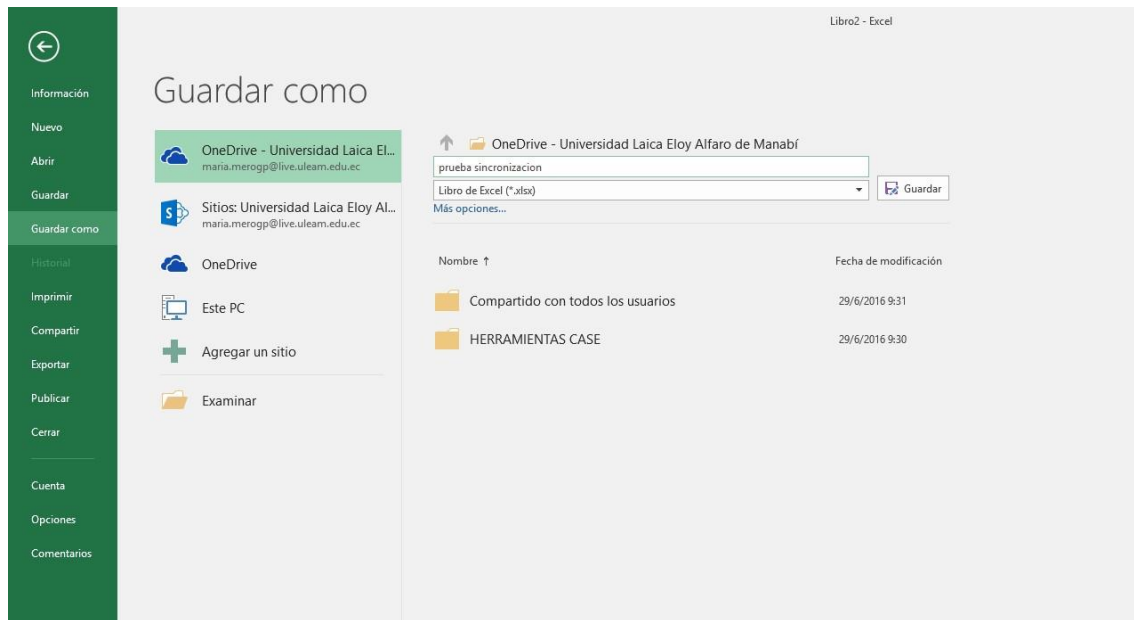 Libro2 - Excel
Información
Nuevo
Abrir
Guardar
Guardar como
Historial
Imprimir
Compartir
Exportar
Publicar
Cerrar
Cuenta
Opciones
Comentarios
Guardar como
OneDrive - Universidad Laica El...
maria.merogp@live.uleam.edu.ec
Sitios: Universidad Laica Eloy Al...
maria.merogp@live.uleam.edu.ec
OneDrive
Este PC
Agregar un sitio
Examinar
OneDrive - Universidad Laica Eloy Alfaro de Manabí
prueba sincronizacion
Libro de Excel (*.xlsx)
Guardar
Más opciones...
Nombre ↑ Fecha de modificación
Compartido con todos los usuarios 29/6/2016 9:31
HERRAMIENTAS CASE 29/6/2016 9:30